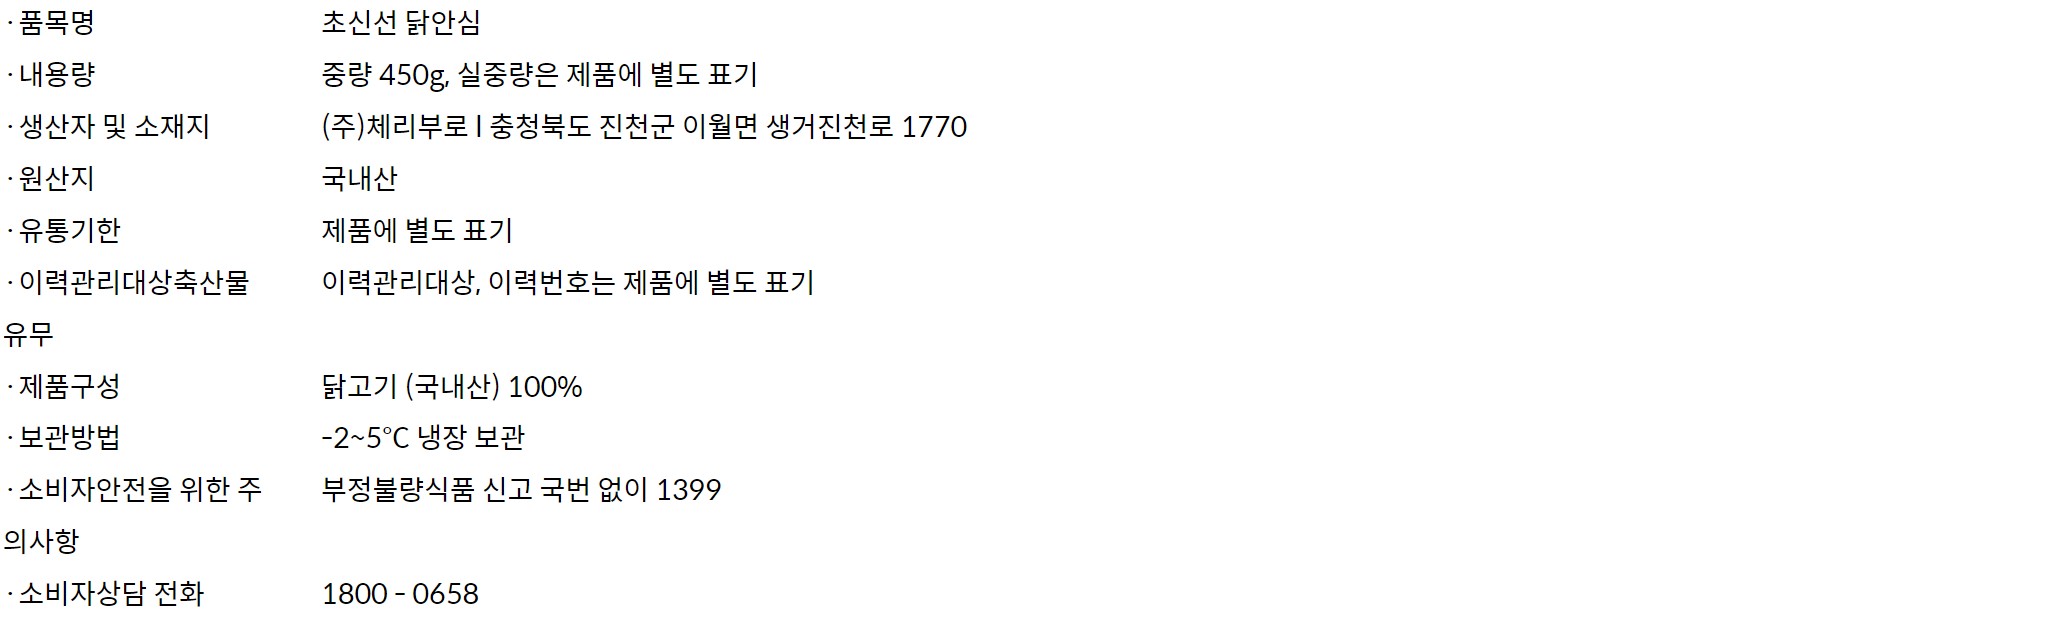 · 품목명 초신선 닭안심
· 내용량 중량 450g, 실중량은 제품에 별도 표기
· 생산자 및 소재지 (주)체리부로 l 충청북도 진천군 이월면 생거진천로 1770
· 원산지 국내산
· 유통기한 제품에 별도 표기
· 이력관리대상축산물 이력관리대상, 이력번호는 제품에 별도 표기
유무
· 제품구성 닭고기 (국내산) 100%
· 보관방법 -2~5°C 냉장 보관
· 소비자안전을 위한 주 부정불량식품 신고 국번 없이 1399
의사항
· 소비자상담 전화 1800 - 0658